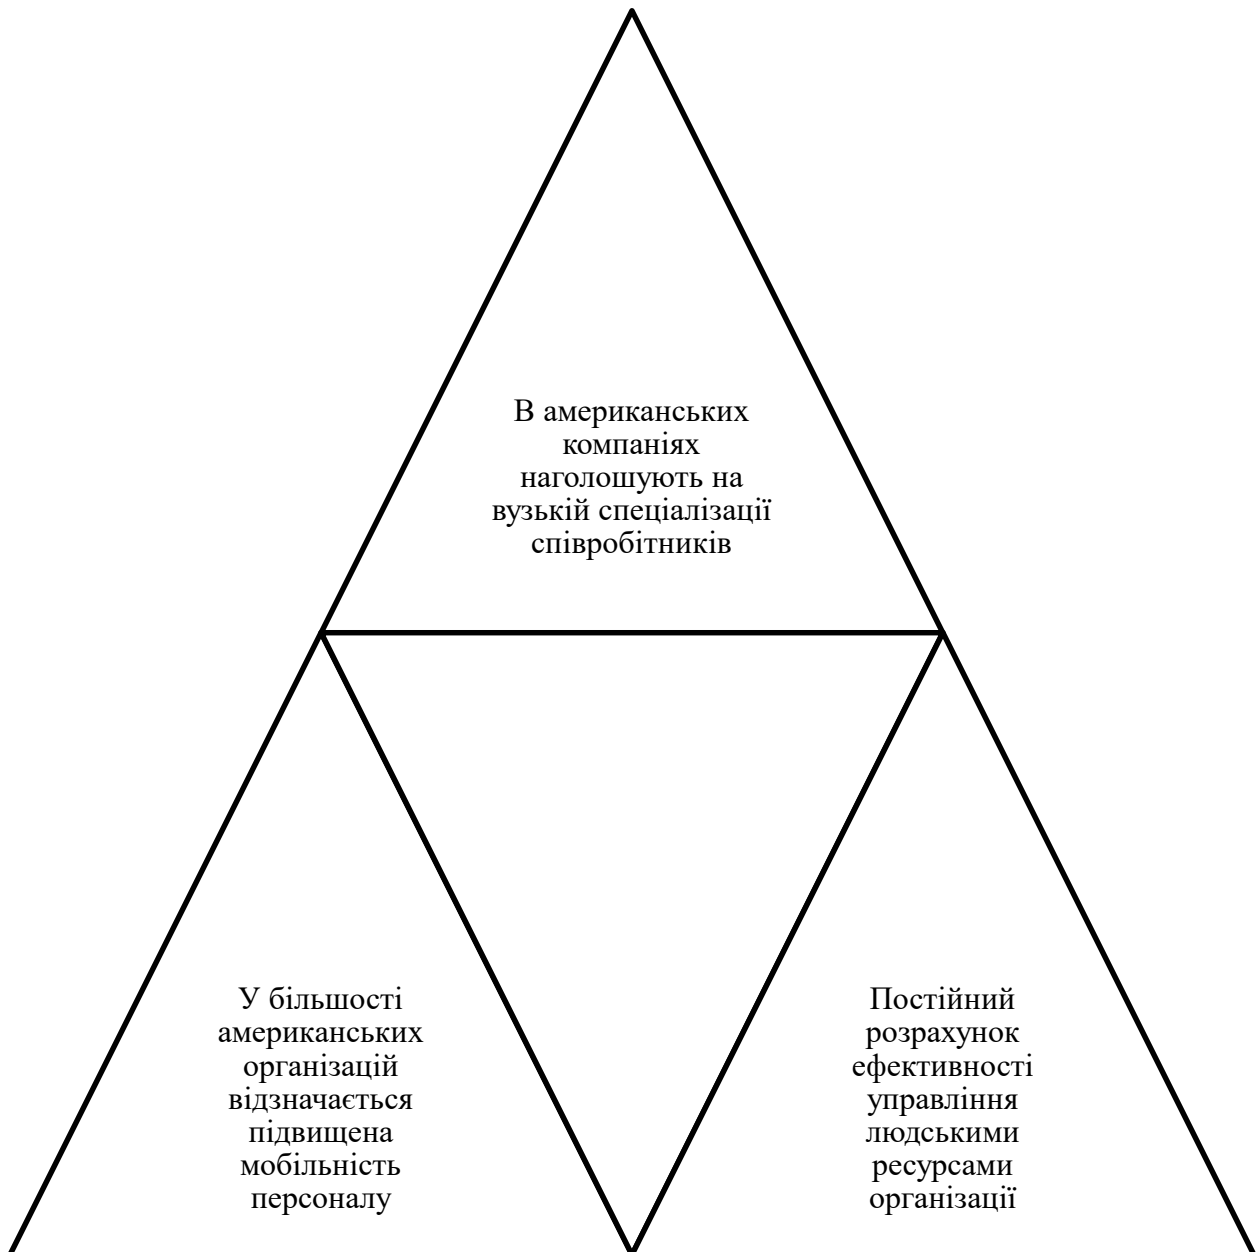 В американських
компаніях
наголошують на
вузькій спеціалізації
співробітників
У більшості
американських
організацій
відзначається
підвищена
мобільність
персоналу
Постійний
розрахунок
ефективності
управління
людськими
ресурсами
організації